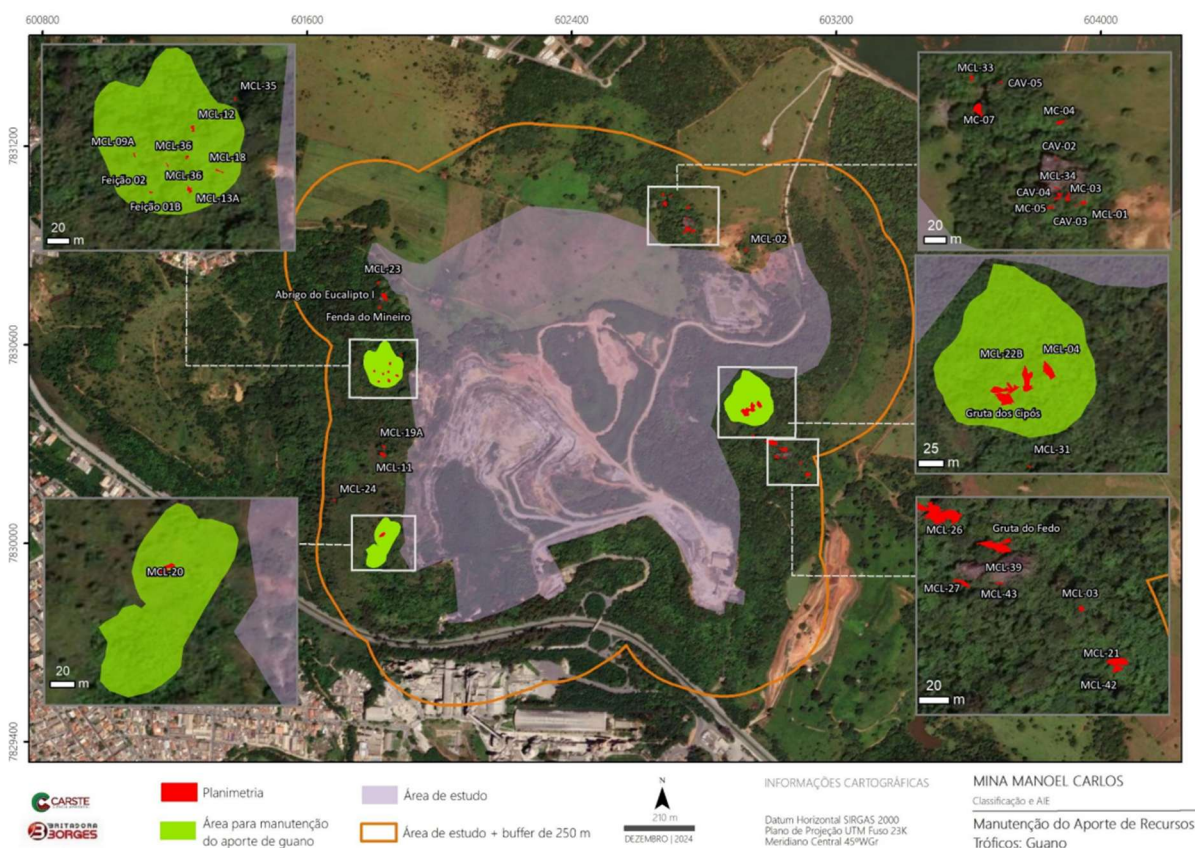 600800
601600
602400
603200
604000
7831200
7830600
7830000
7829400
MCL-35
MCL-12
MCL-09A
MCL-36
MCL-18
Feição 02
MCL-36
MCL-13A
Feição 01B
20 m
MCL-33
CAV-05
MC-04
MC-07
CAV-02
MCL-34
CAV-04
MC-03
MC-05
MCL-01
CAV-03
20 m
MCL-02
MCL-23
Abrigo do Eucalipto I
Fenda do Mineiro
MCL-19A
MCL-11
MCL-24
MCL-22B
MCL-04
Gruta dos Cipós
MCL-31
25 m
MCL-20
20 m
MCL-26
Gruta do Fedo
MCL-39
MCL-27
MCL-43
MCL-03
MCL-21
MCL-42
20 m
CARSTE
BRITADORA
BORGES
Planimetria
Área para manutenção
do aporte de guano
Área de estudo
Área de estudo + buffer de 250 m
N
210 m
DEZEMBRO | 2024
INFORMAÇÕES CARTOGRÁFICAS
Datum Horizontal SIRGAS 2000
Plano de Projeção UTM Fuso 23K
Meridiano Central 45ºWGr
MINA MANOEL CARLOS
Classificação e AIE
Manutenção do Aporte de Recursos
Tróficos: Guano